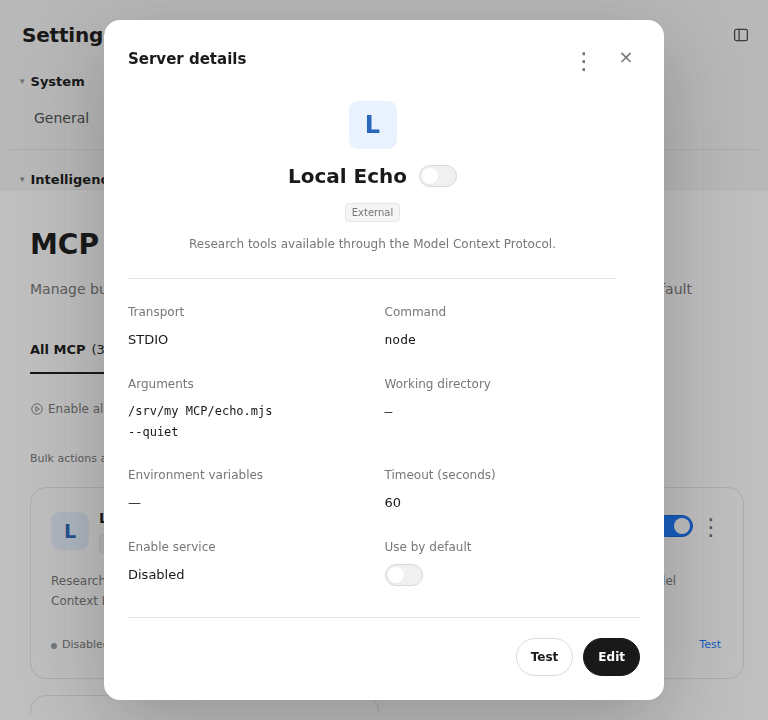 Setting
System
General
Intelligenc
MCP
Manage bu
fault
All MCP (3
Enable al
Bulk actions a
L
L
Research
del
Context
Disable
Test
Server details
L
Local Echo
External
Research tools available through the Model Context Protocol.
Transport
Command
STDIO
node
Arguments
Working directory
/srv/my MCP/echo.mjs
—
--quiet
Environment variables
Timeout (seconds)
—
60
Enable service
Use by default
Disabled
Test
Edit